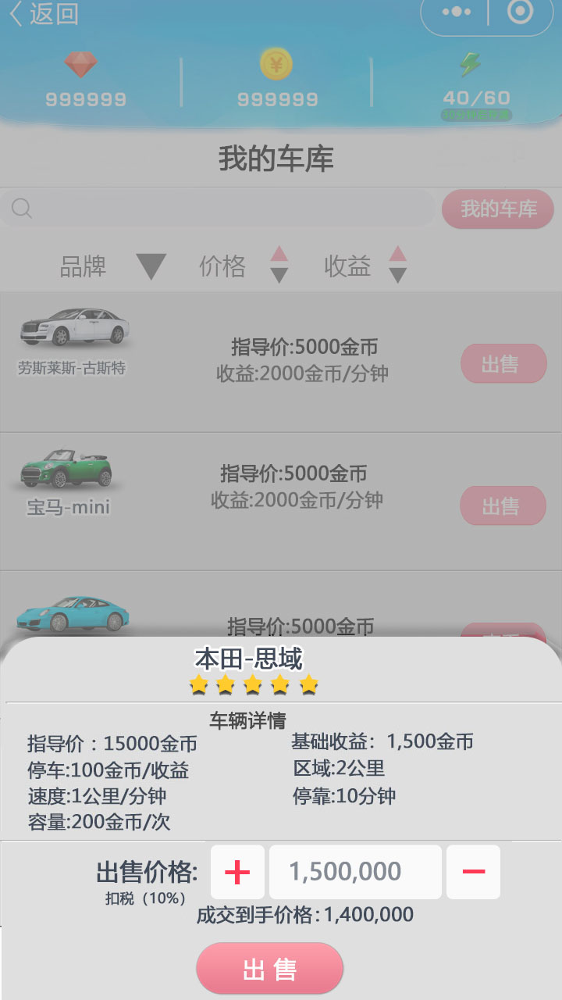 返回
999999
999999
40/60
我的车库
我的车库
品牌
价格
收益
指导价:5000金币
劳斯莱斯-古斯特
收益:2000金币/分钟
出售
指导价:5000金币
收益:2000金币/分钟
宝马-mini
出售
指导价:5000金币
本田-思域
车辆详情
指导价：15000金币
基础收益：1,500金币
停车:100金币/收益
区域:2公里
速度:1公里/分钟
停靠:10分钟
容量:200金币/次
出售价格:
1,500,000
扣税（10%）
成交到手价格:1,400,000
出售